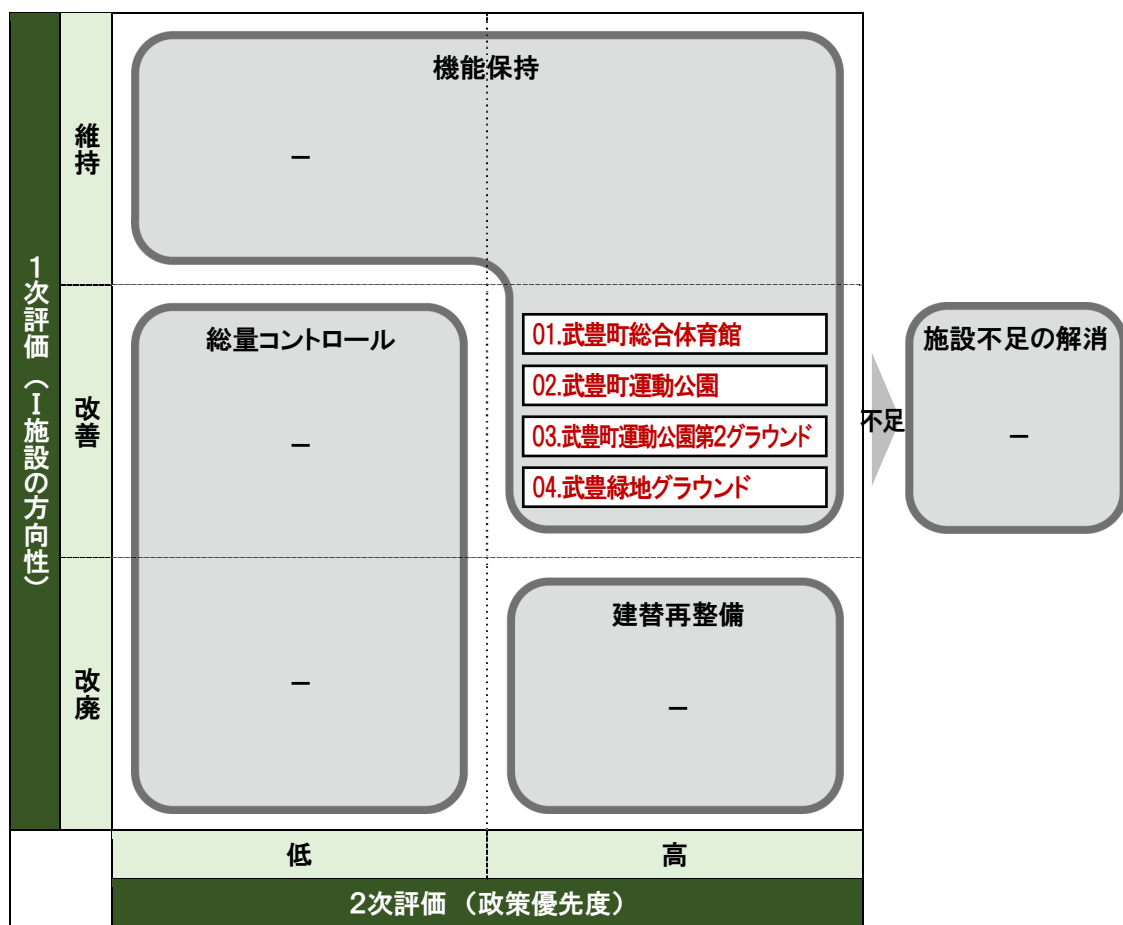 機能保持
維持
－
1次評価（Ⅰ施設の方向性）
改善
総量コントロール
－
01.武豊町総合体育館
02.武豊町運動公園
03.武豊町運動公園第2グラウンド
04.武豊緑地グラウンド
不足
施設不足の解消
－
改廃
－
建替再整備
－
低
高
2次評価（政策優先度）